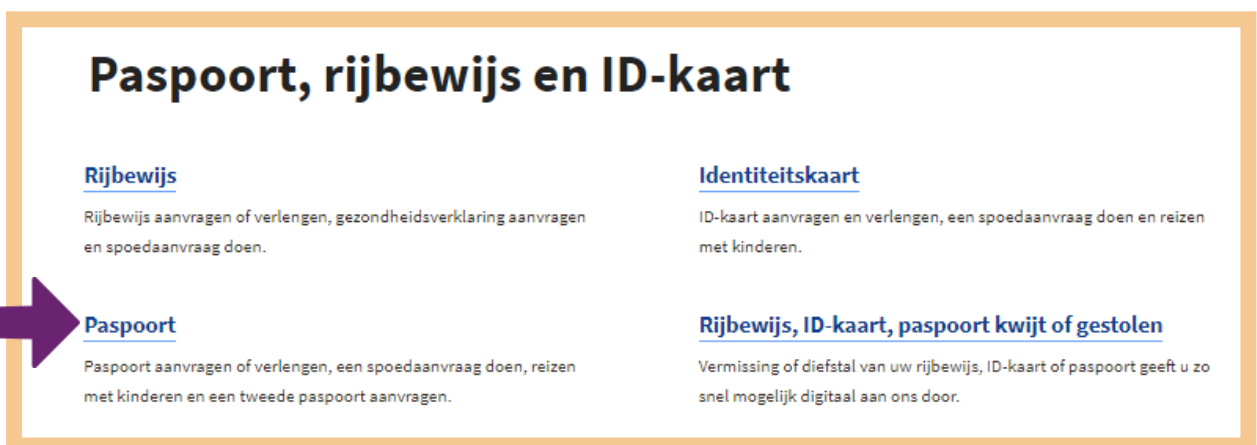 Paspoort, rijbewijs en ID-kaart
Rijbewijs
Rijbewijs aanvragen of verlengen, gezondheidsverklaring aanvragen
en spoedaanvraag doen.
Identiteitskaart
ID-kaart aanvragen en verlengen, een spoedaanvraag doen en reizen
met kinderen.
Paspoort
Paspoort aanvragen of verlengen, een spoedaanvraag doen, reizen
met kinderen en een tweede paspoort aanvragen.
Rijbewijs, ID-kaart, paspoort kwijt of gestolen
Vermissing of diefstal van uw rijbewijs, ID-kaart of paspoort geeft u zo
snel mogelijk digitaal aan ons door.